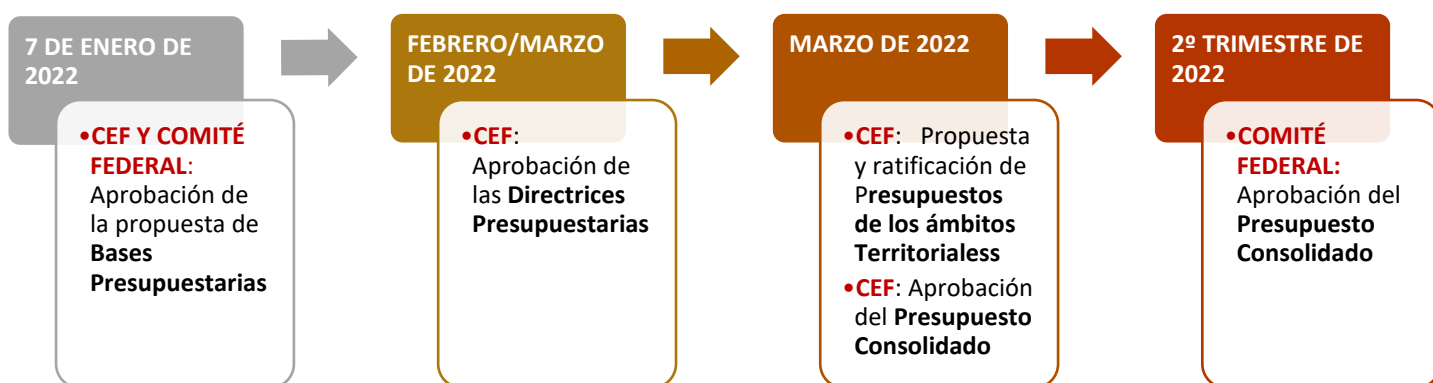 7 DE ENERO DE
2022
•CEF Y COMITÉ
FEDERAL:
Aprobación de
la propuesta de
Bases
Presupuestarias
FEBRERO/MARZO
DE 2022
•CEF:
Aprobación de
las Directrices
Presupuestarias
MARZO DE 2022
•CEF: Propuesta
y ratificación de
Presupuestos
de los ámbitos
Territorialess
•CEF: Aprobación
del Presupuesto
Consolidado
2º TRIMESTRE DE
2022
•COMITÉ
FEDERAL:
Aprobación del
Presupuesto
Consolidado